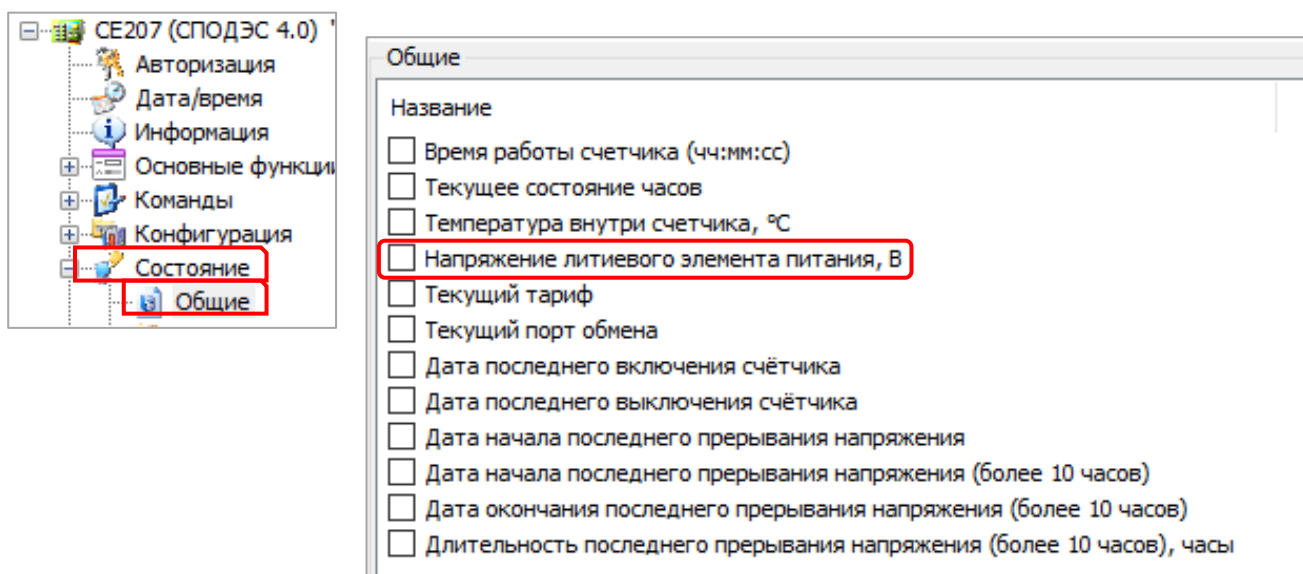 CE207 (СПОДЭС 4.0)
Авторизация
Дата/время
Информация
Основные функции
Команды
Конфигурация
Состояние
Общие
Общие
Название
Время работы счетчика (чч:мм:сс)
Текущее состояние часов
Температура внутри счетчика, °C
Напряжение литиевого элемента питания, В
Текущий тариф
Текущий порт обмена
Дата последнего включения счётчика
Дата последнего выключения счётчика
Дата начала последнего прерывания напряжения
Дата начала последнего прерывания напряжения (более 10 часов)
Дата окончания последнего прерывания напряжения (более 10 часов)
Длительность последнего прерывания напряжения (более 10 часов), часы